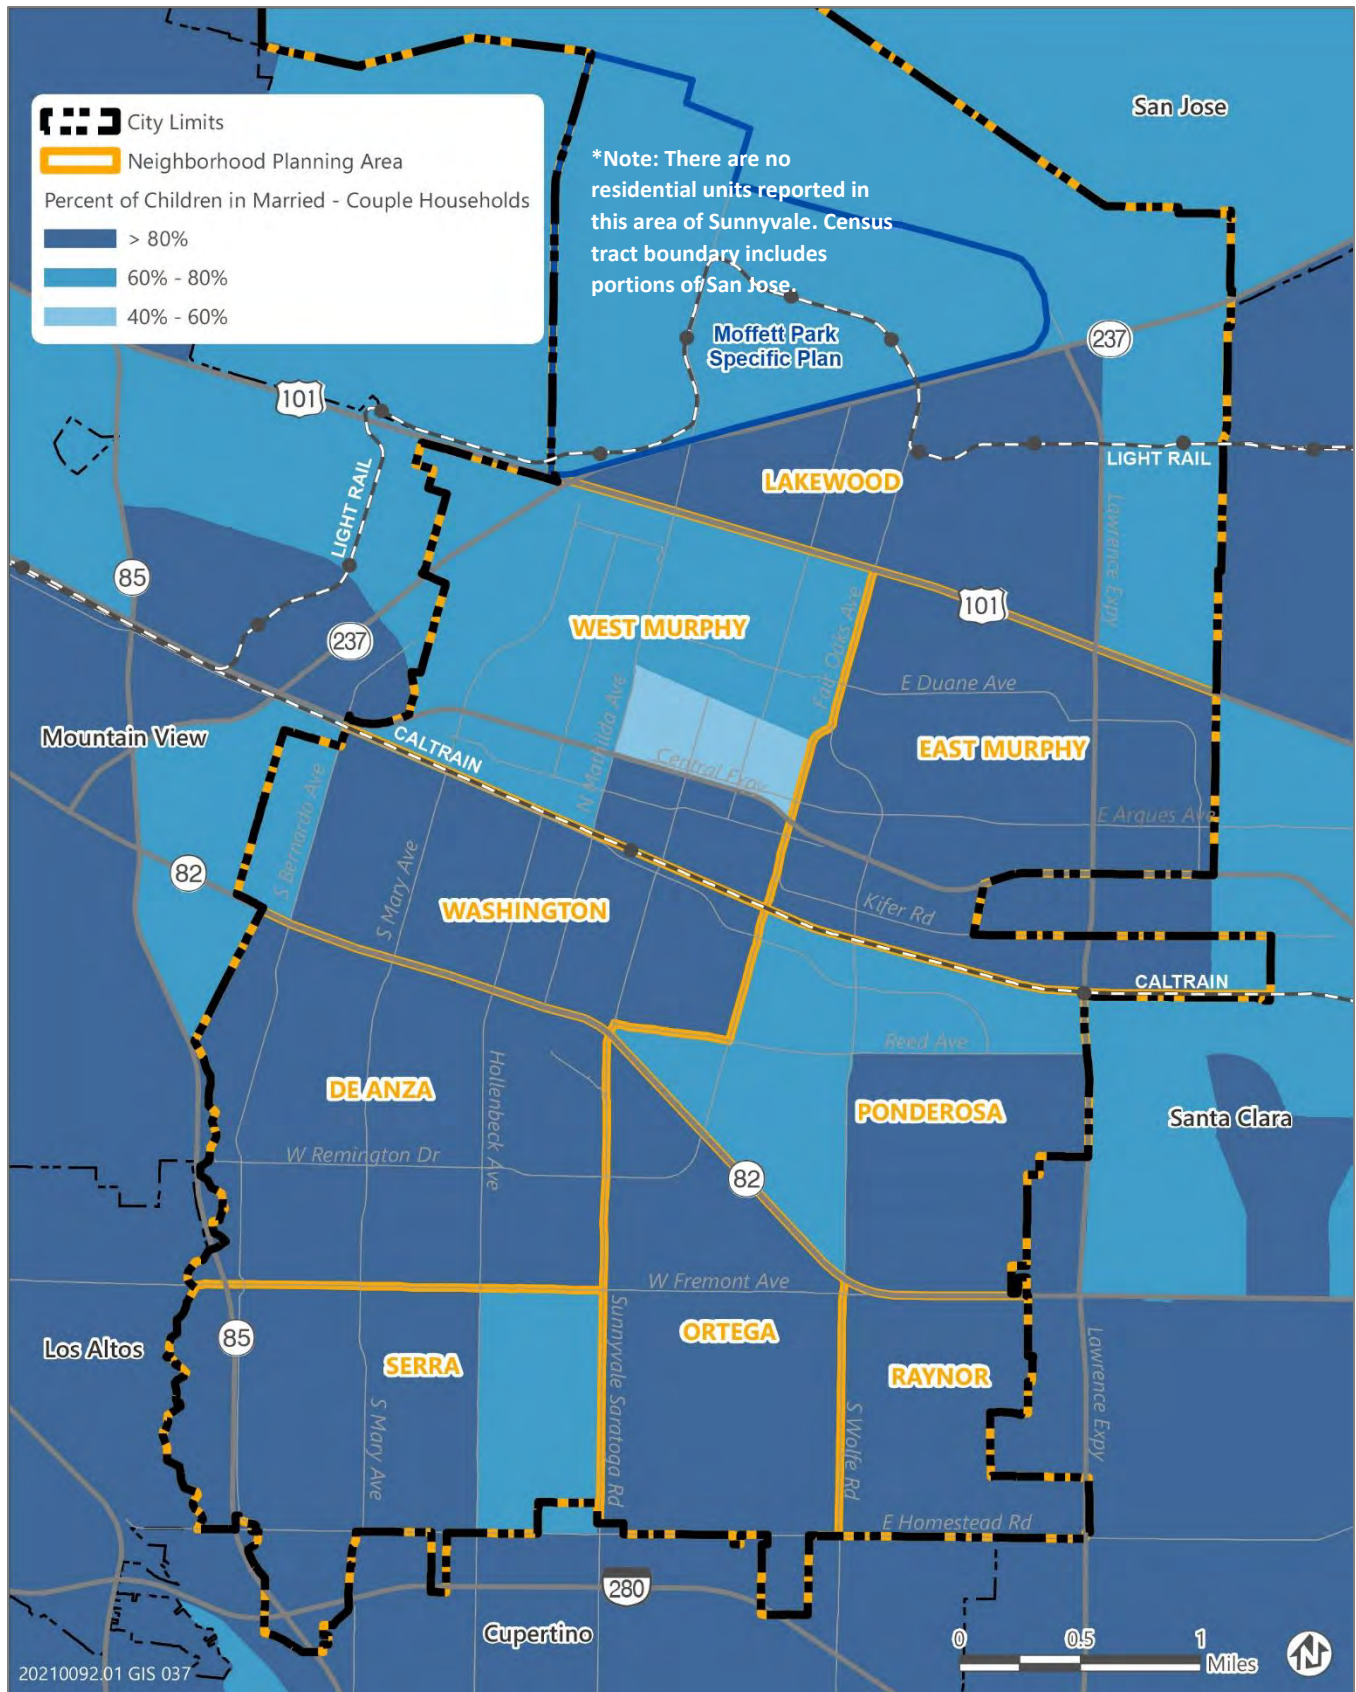 San Jose
City Limits
Neighborhood Planning Area
Percent of Children in Married - Couple Households
> 80%
60% - 80%
40% - 60%
*Note: There are no
residential units reported in
this area of Sunnyvale. Census
tract boundary includes
portions of San Jose.
Moffett Park
Specific Plan
237
101
LIGHT RAIL
LAKEWOOD
LIGHT RAIL
Lawrence Expy
85
101
237
WEST MURPHY
Fair Oaks Ave
E Duane Ave
Mountain View
CALTRAIN
N Mathilda Ave
Central Expy
EAST MURPHY
E Arques Ave
S Bernardo Ave
82
S Mary Ave
WASHINGTON
Kifer Rd
CALTRAIN
Reed Ave
DE ANZA
Hollenbeck Ave
PONDEROSA
Santa Clara
W Remington Dr
82
W Fremont Ave
Los Altos
85
SERRA
Sunnyvale Saratoga Rd
ORTEGA
RAYNOR
Lawrence Expy
S Mary Ave
S Wolfe Rd
E Homestead Rd
280
Cupertino
0 0.5 1
Miles
N
20210092.01 GIS 037